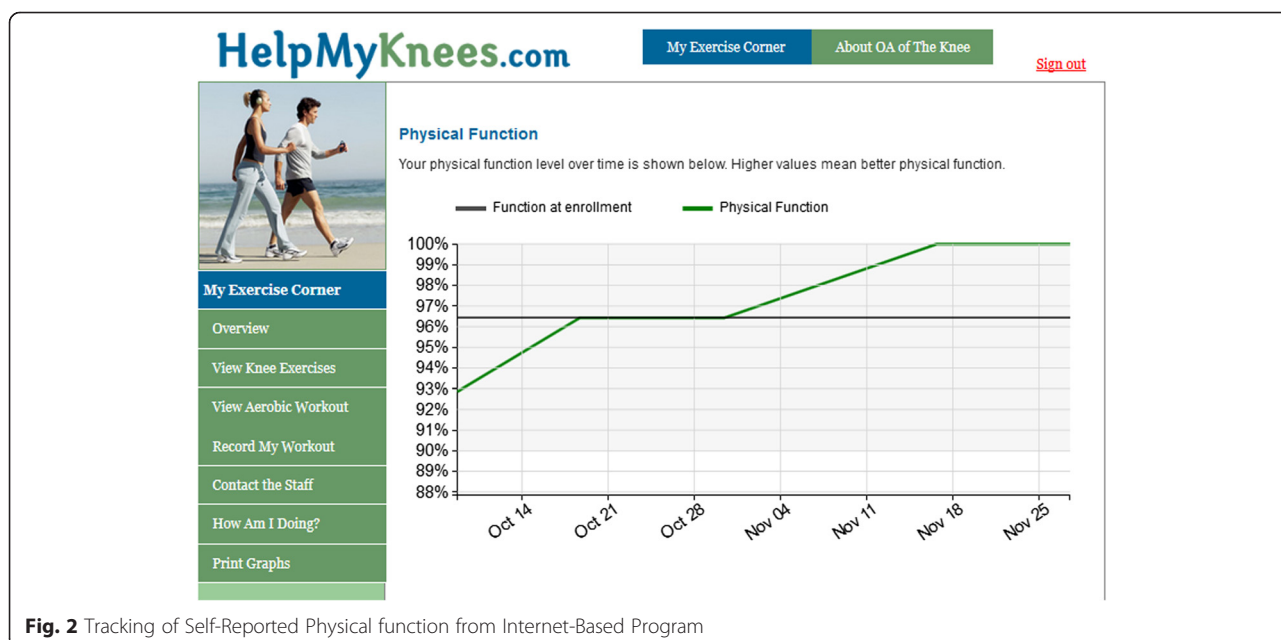 HelpMyKnees.com
My Exercise Corner
About OA of The Knee
Sign out
Physical Function
Your physical function level over time is shown below. Higher values mean better physical function.
Function at enrollment
Physical Function
My Exercise Corner
Overview
View Knee Exercises
View Aerobic Workout
Record My Workout
Contact the Staff
How Am I Doing?
Print Graphs
100%
99%
98%
97%
96%
95%
94%
93%
92%
91%
90%
89%
88%
Oct 14
Oct 21
Oct 28
Nov 04
Nov 11
Nov 18
Nov 25
Fig. 2 Tracking of Self-Reported Physical function from Internet-Based Program